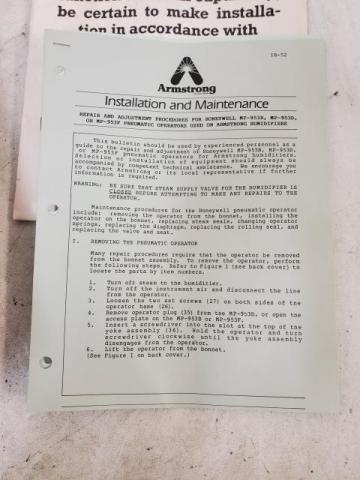 be certain to make installa-
tion in accordance with
IB-52
Armstrong
Installation and Maintenance
REPAIR AND ADJUSTMENT PROCEDURES FOR HONEYWELL MP-953B, MP-953D,
OR MP-953F PNEUMATIC OPERATORS USED ON ARMSTRONG HUMIDIFIERS
This bulletin should be used by experienced personnel as a
guide to the repair and adjustment of Honeywell MP-953B, MP-953D,
or MP-953F pneumatic operators for Armstrong humidifiers.
Selection or installation of equipment should always be
accompanied by competent technical assistance. We encourage you
to contact Armstrong or its local representative if further
information is required.
WARNING: BE SURE THAT STEAM SUPPLY VALVE FOR THE HUMIDIFIER IS
CLOSED BEFORE ATTEMPTING TO MAKE ANY REPAIRS TO THE
OPERATOR.
Maintenance procedures for the Honeywell pneumatic operator
include: removing the operator from the bonnet, installing the
operator on the bonnet, replacing steam seals, changing operator
springs, replacing the diaphragm, replacing the rolling seal, and
replacing the valve and seat.
I. REMOVING THE PNEUMATIC OPERATOR
Many repair procedures require that the operator be removed
from the bonnet assembly. To remove the operator, perform
the following steps. Refer to Figure 1 (see back cover) to
locate the parts by item numbers.
1. Turn off steam to the humidifier.
2. Turn off the instrument air and disconnect the line
from the operator.
3. Loosen the two set screws (27) on both sides of the
operator base (26).
4. Remove operator plug (35) from the MP-953D, or open the
access plate on the MP-953B or MP-953F.
5. Insert a screwdriver into the slot at the top of the
yoke assembly (36). Hold the operator and turn
screwdriver clockwise until the yoke assembly
disengages from the operator.
6. Lift the operator from the bonnet.
(See Figure 1 on back cover.)